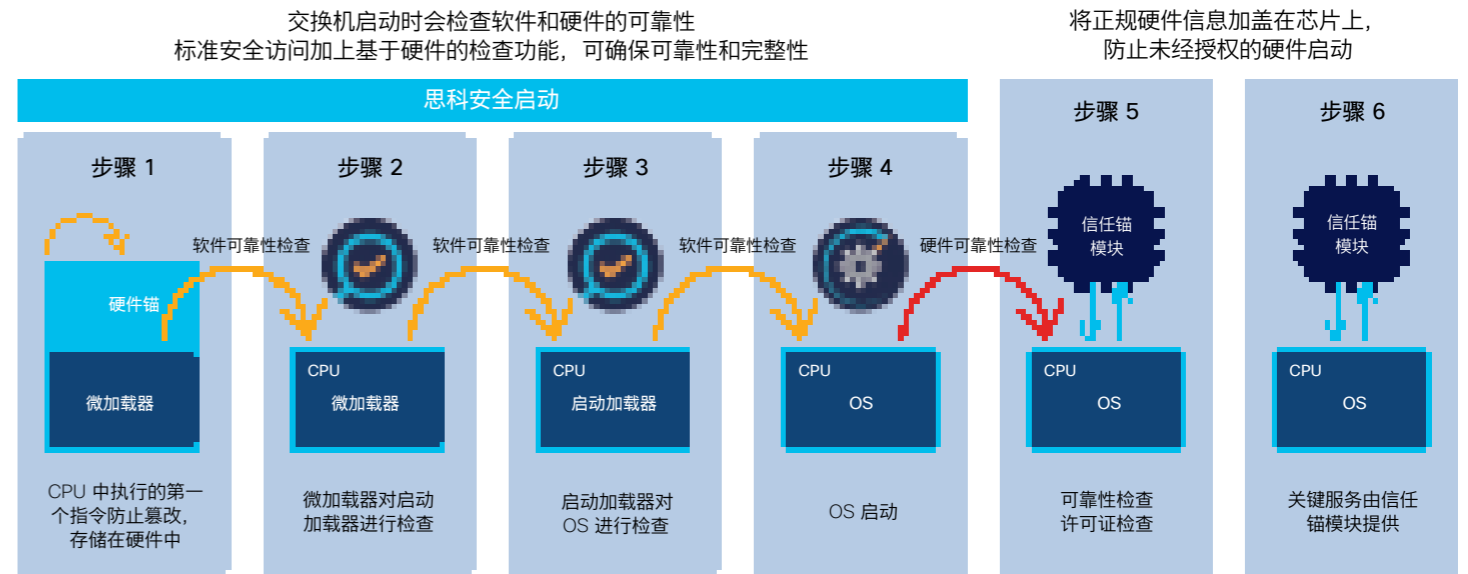 交换机启动时会检查软件和硬件的可靠性
标准安全访问加上基于硬件的检查功能，可确保可靠性和完整性
将正规硬件信息加盖在芯片上，
防止未经授权的硬件启动
思科安全启动
步骤 1
硬件锚
微加载器
CPU 中执行的第一
个指令防止篡改，
存储在硬件中
软件可靠性检查
步骤 2
CPU
微加载器
微加载器对启动
加载器进行检查
软件可靠性检查
步骤 3
CPU
启动加载器
启动加载器对
OS 进行检查
软件可靠性检查
步骤 4
CPU
OS
OS 启动
硬件可靠性检查
步骤 5
信任锚
模块
CPU
OS
可靠性检查
许可证检查
步骤 6
信任锚
模块
CPU
OS
关键服务由信任
锚模块提供